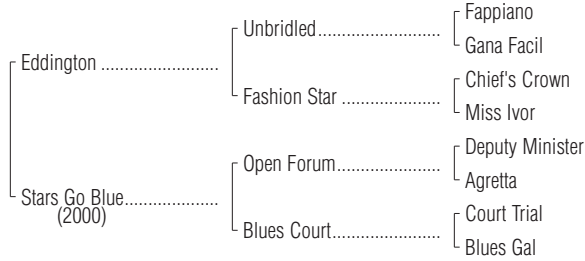 Fappiano
Unbridled
Gana Facil
Eddington
Chief's Crown
Fashion Star
Miss Ivor
Deputy Minister
Open Forum
Agretta
Stars Go Blue
(2000)
Court Trial
Blues Court
Blues Gal